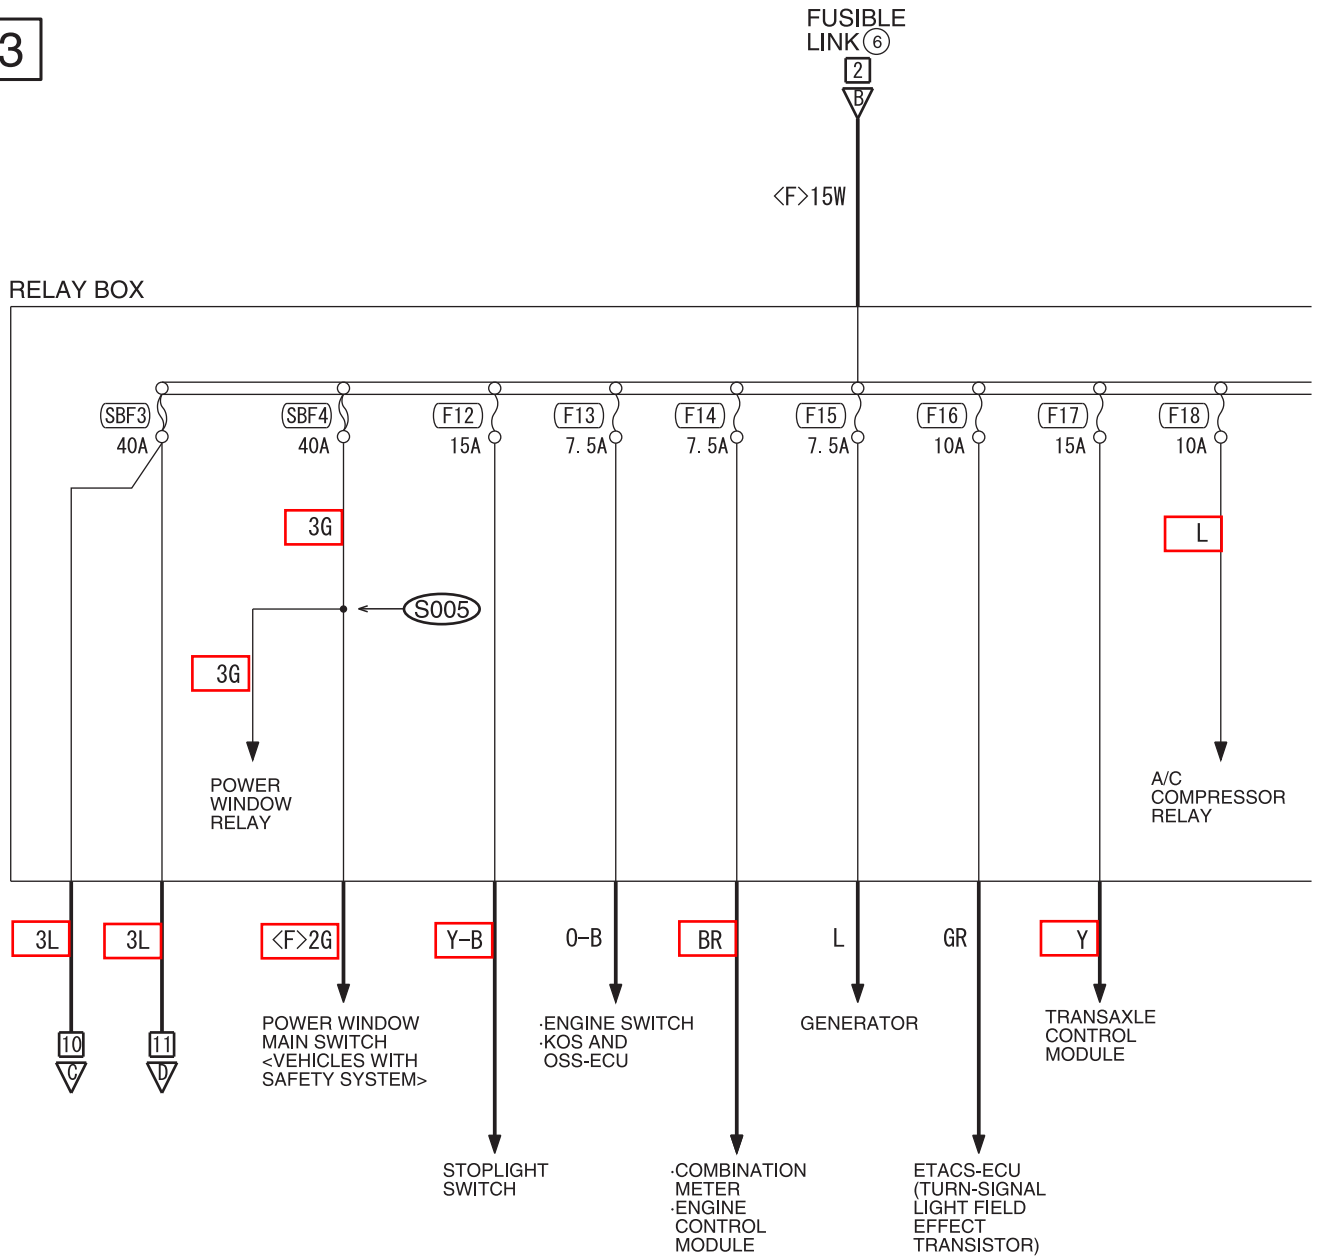 3
FUSIBLE
LINK 6
2
B
<F>15W
RELAY BOX
SBF3
40A
SBF4
40A
F12
15A
F13
7.5A
F14
7.5A
F15
7.5A
F16
10A
F17
15A
F18
10A
3G
L
S005
3G
POWER
WINDOW
RELAY
A/C
COMPRESSOR
RELAY
3L
3L
<F>2G
Y-B
O-B
BR
L
GR
Y
10
C
11
D
POWER WINDOW
MAIN SWITCH
<VEHICLES WITH
SAFETY SYSTEM>
·ENGINE SWITCH
·KOS AND
OSS-ECU
GENERATOR
TRANSAXLE
CONTROL
MODULE
STOPLIGHT
SWITCH
·COMBINATION
METER
·ENGINE
CONTROL
MODULE
ETACS-ECU
(TURN-SIGNAL
LIGHT FIELD
EFFECT
TRANSISTOR)